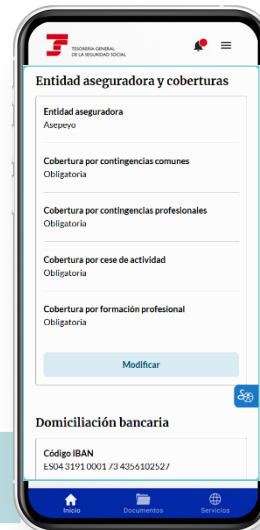 TESORERÍA GENERAL
DE LA SEGURIDAD SOCIAL
Entidad aseguradora y coberturas
Entidad aseguradora
Asepeyo
Cobertura por contingencias comunes
Obligatoria
Cobertura por contingencias profesionales
Obligatoria
Cobertura por cese de actividad
Obligatoria
Cobertura por formación profesional
Obligatoria
Modificar
Domiciliación bancaria
Código IBAN
ES04 3191 0001 73 4356102527
Inicio
Documentos
Servicios